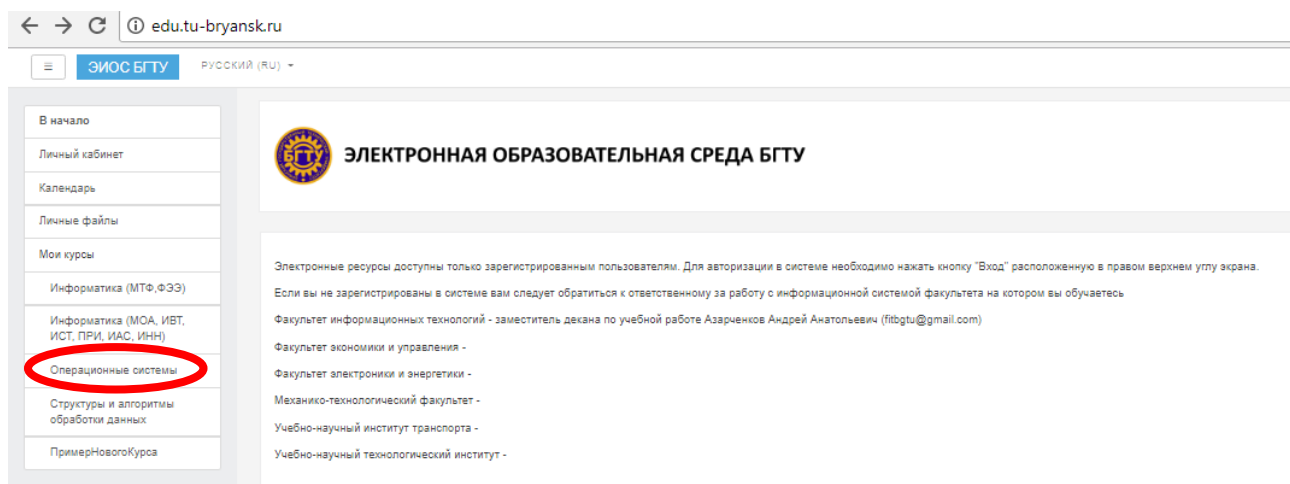 edu.tu-bryansk.ru
ЭИОС БГТУ
РУССКИЙ (RU)
В начало
Личный кабинет
Календарь
Личные файлы
Мои курсы
Информатика (МТФ,ФЭЭ)
Информатика (МОА, ИВТ,
ИСТ, ПРИ, ИАС, ИНН)
Операционные системы
Структуры и алгоритмы
обработки данных
ПримерНовогоКурса
БГТУ
ЭЛЕКТРОННАЯ ОБРАЗОВАТЕЛЬНАЯ СРЕДА БГТУ
Электронные ресурсы доступны только зарегистрированным пользователям. Для авторизации в системе необходимо нажать кнопку "Вход" расположенную в правом верхнем углу экрана.
Если вы не зарегистрированы в системе вам следует обратиться к ответственному за работу с информационной системой факультета на котором вы обучаетесь
Факультет информационных технологий - заместитель декана по учебной работе Азарченков Андрей Анатольевич (fitbgtu@gmail.com)
Факультет экономики и управления -
Факультет электроники и энергетики -
Механико-технологический факультет -
Учебно-научный институт транспорта -
Учебно-научный технологический институт -